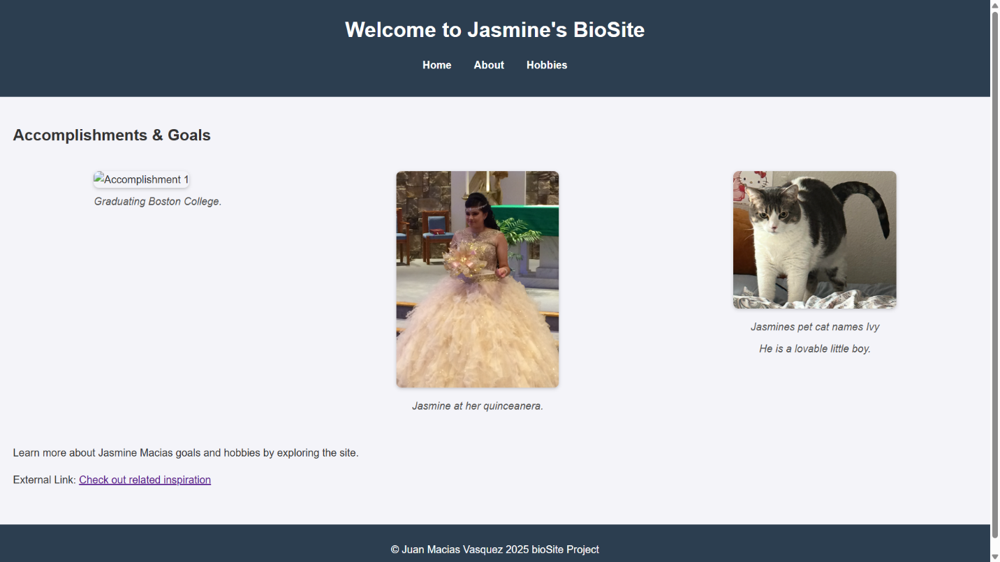 Welcome to Jasmine's BioSite
Home About Hobbies
Accomplishments & Goals
Accomplishment 1
Graduating Boston College.
Jasmine at her quinceanera.
Jasmines pet cat names Ivy
He is a lovable little boy.
Learn more about Jasmine Macias goals and hobbies by exploring the site.
External Link: Check out related inspiration
© Juan Macias Vasquez 2025 bioSite Project